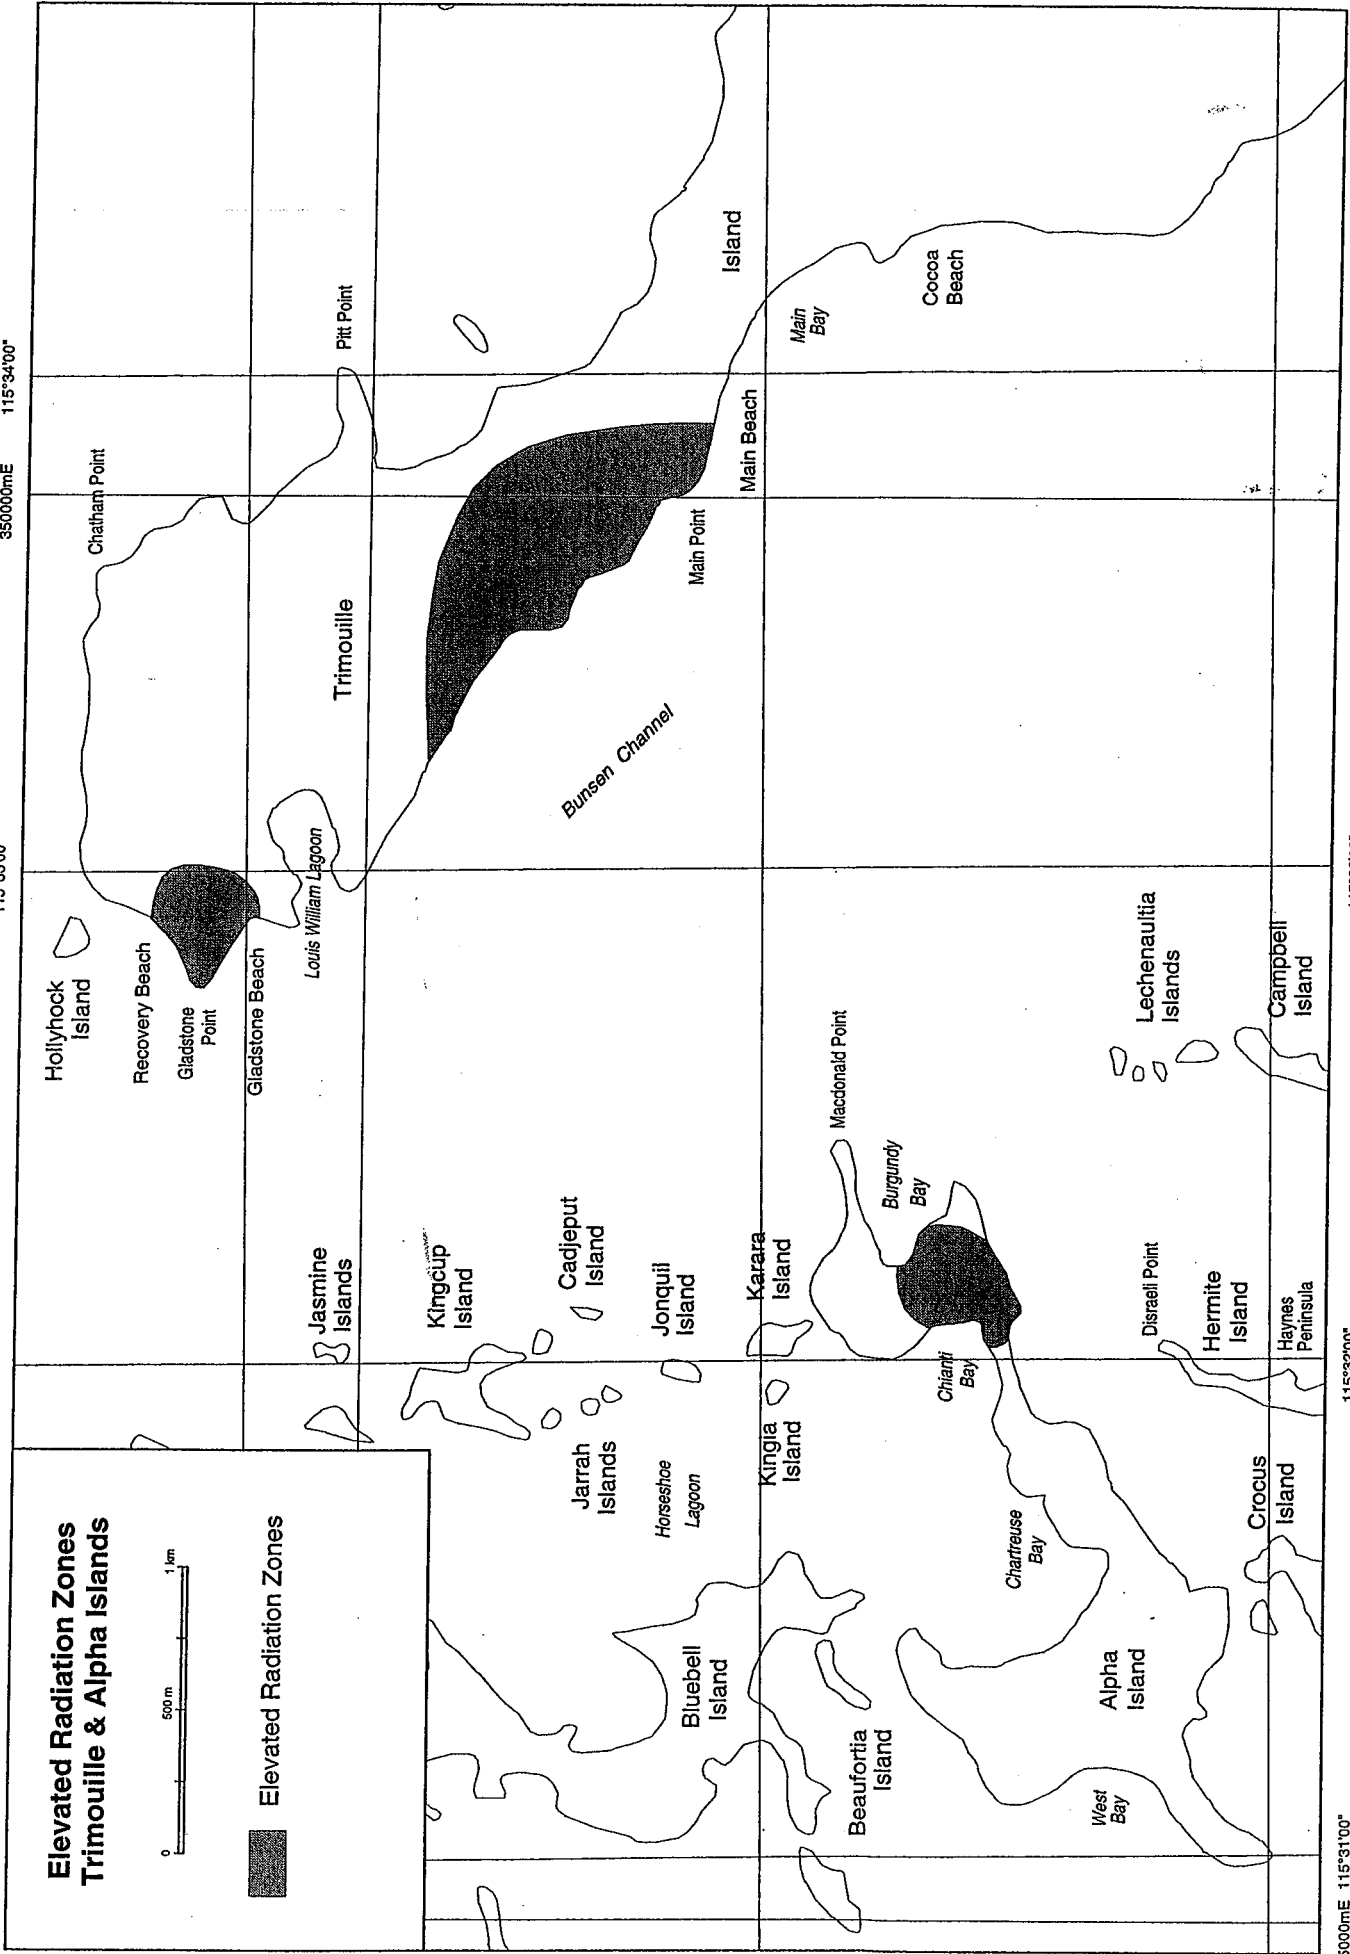 Elevated Radiation Zones
Trimouille & Alpha Islands
0
500 m
1 km
Elevated Radiation Zones
350000mE
115°34'00"
Hollyhock
Island
Recovery Beach
Gladstone
Point
Gladstone Beach
Louis William Lagoon
Chatham Point
Pitt Point
Trimouille
Island
Main Point
Main Beach
Main
Bay
Cocoa
Beach
Bunsen Channel
Jasmine
Islands
Kingcup
Island
Cadjeput
Island
Jarrah
Islands
Jonquil
Island
Horseshoe
Lagoon
Karara
Island
Kingia
Island
Macdonald Point
Burgundy
Bay
Chianti
Bay
Chartreuse
Bay
Bluebell
Island
Beaufortia
Island
Alpha
Island
West
Bay
Lechenaultia
Islands
Campbell
Island
Disraeli Point
Hermite
Island
Haynes
Peninsula
Crocus
Island
000mE
115°31'00"